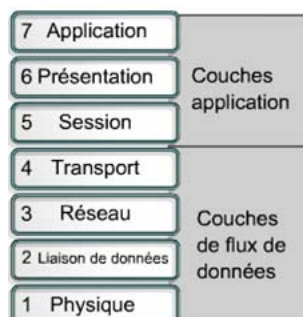 7 Application
6 Présentation
5 Session
4 Transport
3 Réseau
2 Liaison de données
1 Physique
Couches
application
Couches
de flux de
données